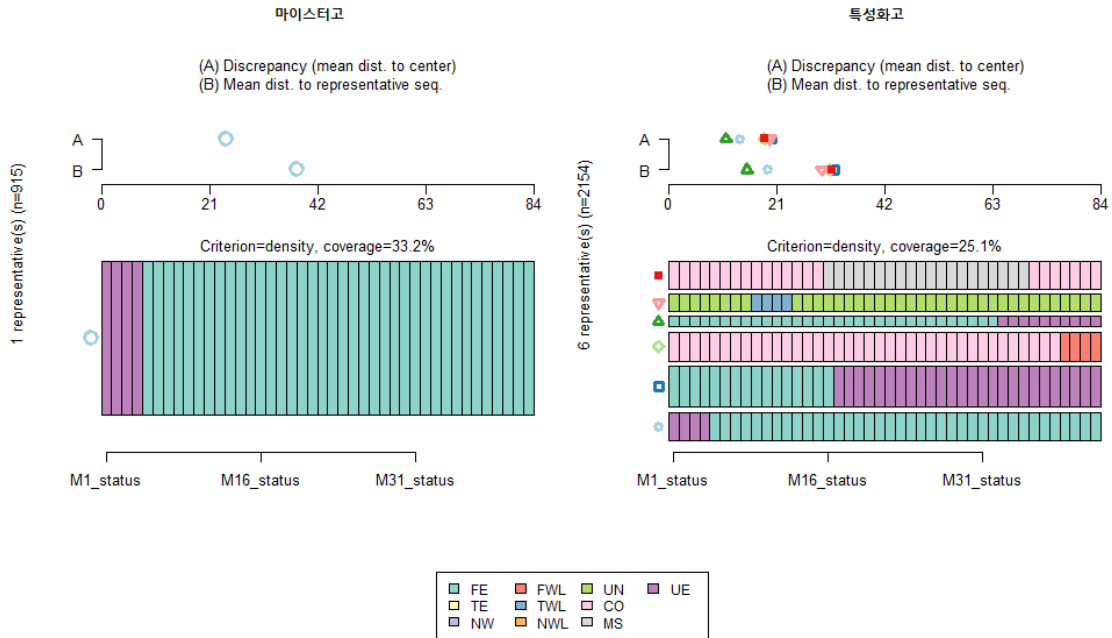 마이스터고
(A) Discrepancy (mean dist. to center)
(B) Mean dist. to representative seq.
A
B
0 21 42 63 84
1 representative(s) (n=915)
Criterion=density, coverage=33.2%
M1_status M16_status M31_status
특성화고
(A) Discrepancy (mean dist. to center)
(B) Mean dist. to representative seq.
A
B
0 21 42 63 84
6 representative(s) (n=2154)
Criterion=density, coverage=25.1%
M1_status M16_status M31_status
FE FWL UN UE
TE TWL CO
NW NWL MS